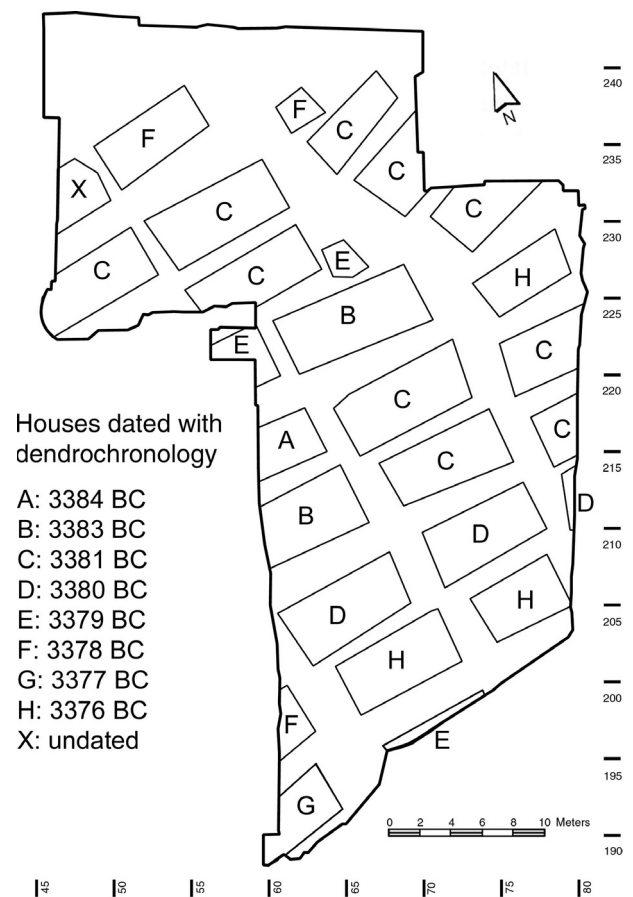 240
N
F
F
C
235
C
X
C
C
230
C
E
C
H
B
225
E
C
C
220
A
C
C
215
B
D
D
210
D
H
205
H
F
200
E
195
G
190
Houses dated with
dendrochronology
A: 3384 BC
B: 3383 BC
C: 3381 BC
D: 3380 BC
E: 3379 BC
F: 3378 BC
G: 3377 BC
H: 3376 BC
X: undated
0 2 4 6 8 10 Meters
45 50 55 60 65 70 75 80